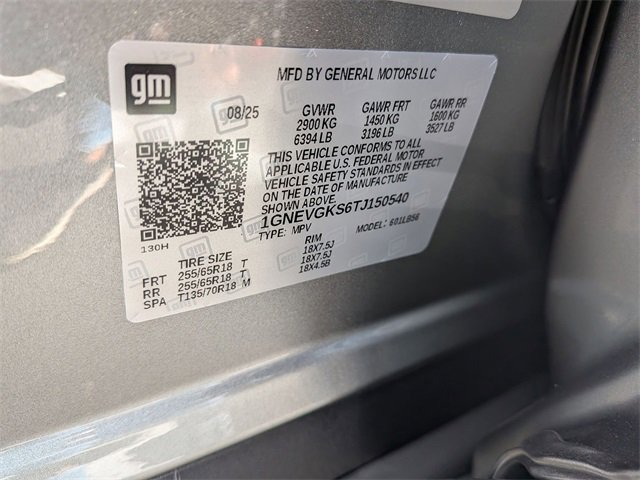 gm
MFD BY GENERAL MOTORS LLC
08/25 GVWR GAWR FRT GAWR RR
2900 KG 1450 KG 1600 KG
6394 LB 3196 LB 3527 LB
THIS VEHICLE CONFORMS TO ALL
APPLICABLE U.S. FEDERAL MOTOR
VEHICLE SAFETY STANDARDS IN EFFECT
ON THE DATE OF MANUFACTURE
SHOWN ABOVE
1GNEVGKS6TJ150540
TYPE: MPV MODEL: 601LB56
130H
TIRE SIZE RIM
FRT 255/65R18 T 18X7.5J
RR 255/65R18 T 18X7.5J
SPA T135/70R18 M 18X4.5B